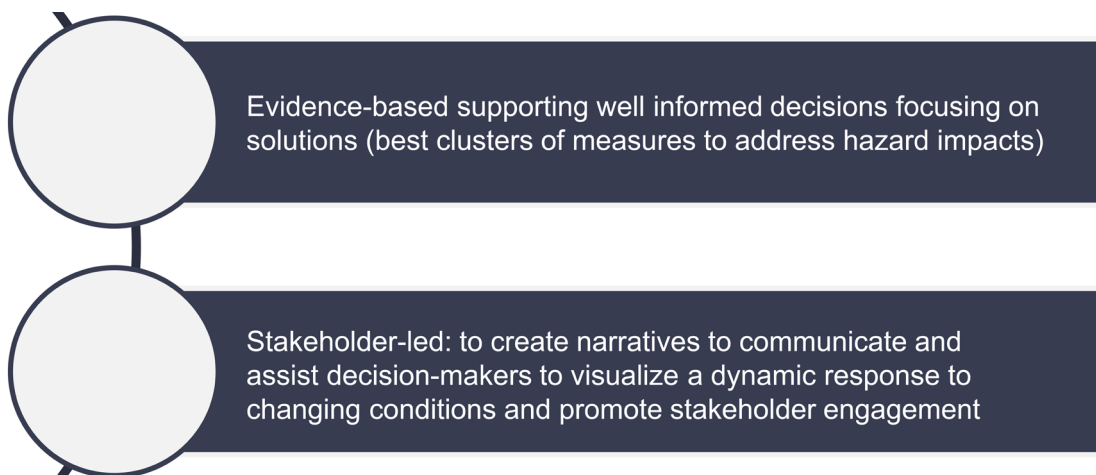 Evidence-based supporting well informed decisions focusing on
solutions (best clusters of measures to address hazard impacts)
Stakeholder-led: to create narratives to communicate and
assist decision-makers to visualize a dynamic response to
changing conditions and promote stakeholder engagement